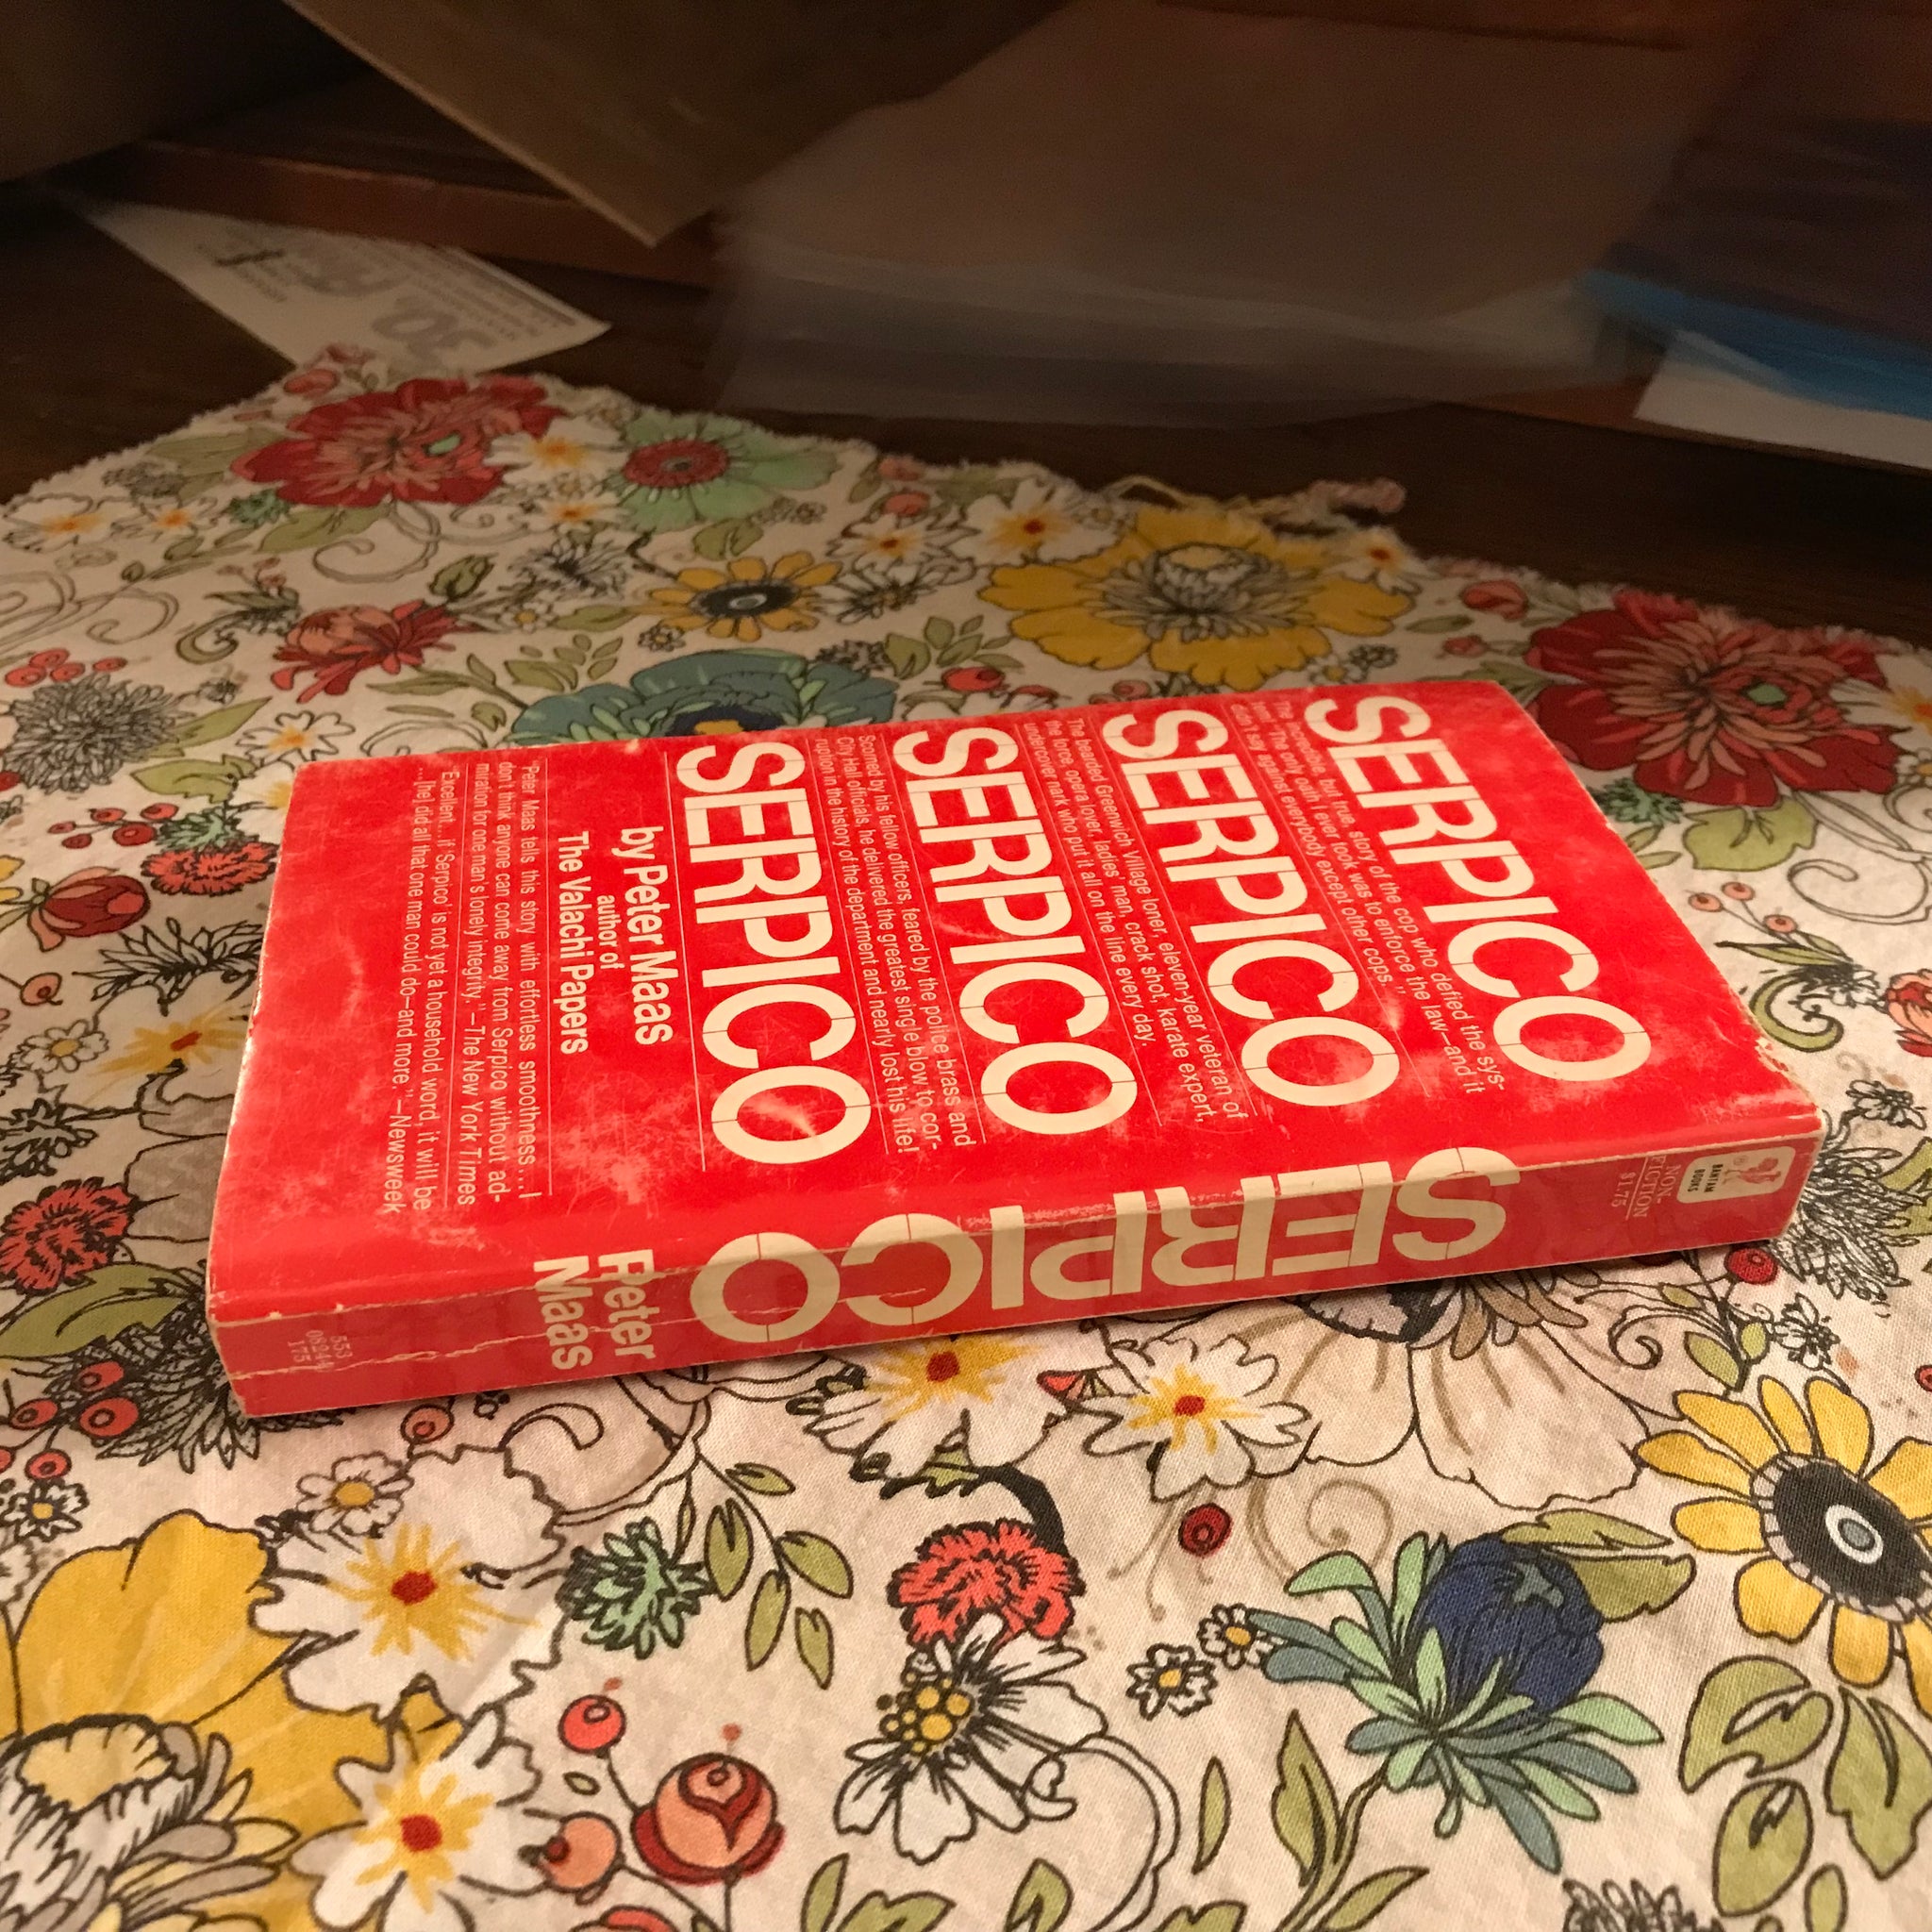 SERPICO
The incredible, but true, story of the cop who defied the sys-
tem. "The only oath I ever took was to enforce the law—and it
didn't say against everybody except other cops."
SERPICO
The bearded Greenwich Village loner, eleven-year veteran of
the force, opera lover, ladies' man, crack shot, karate expert,
undercover nark who put it all on the line every day.
SERPICO
Scorned by his fellow officers, feared by the police brass and
City Hall officials, he delivered the greatest single blow to cor-
ruption in the history of the department and nearly lost his life!
SERPICO
by Peter Maas
author of
The Valachi Papers
"Peter Maas tells this story with effortless smoothness....I
don't think anyone can come away from Serpico without ad-
miration for one man's lonely integrity."—The New York Times
"Excellent....if 'Serpico' is not yet a household word, it will be
...[he] did all that one man could do—and more."—Newsweek
BANTAM
BOOKS
NON-
FICTION
$1.75
SERPICO
Peter
Maas
553
175